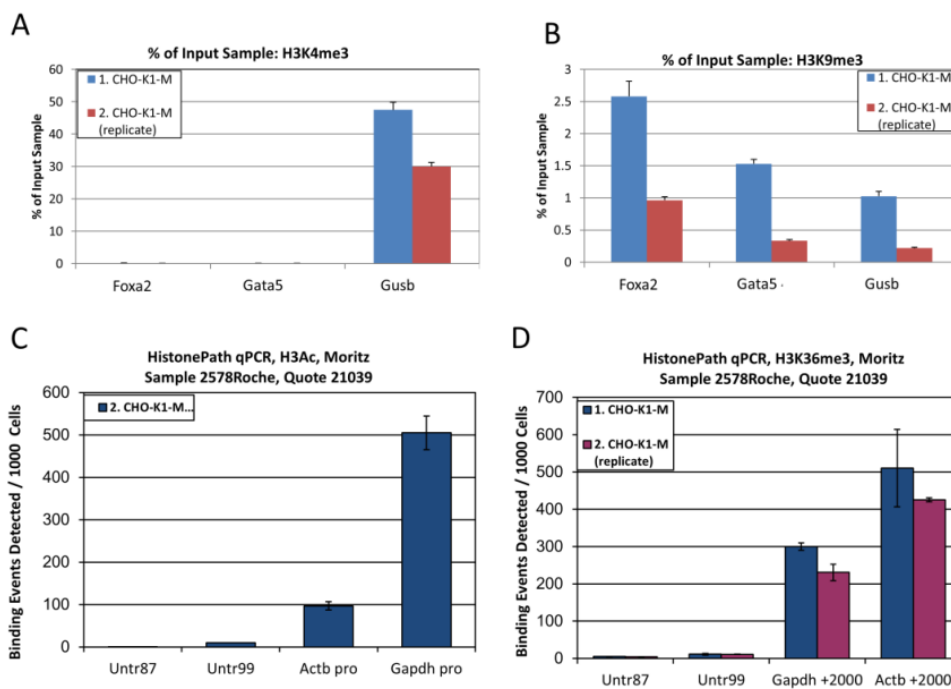 A
% of Input Sample: H3K4me3
1. CHO-K1-M
2. CHO-K1-M
(replicate)
% of Input Sample
60
50
40
30
20
10
0
Foxa2
Gata5
Gusb
B
% of Input Sample: H3K9me3
1. CHO-K1-M
2. CHO-K1-M
(replicate)
% of Input Sample
3
2.5
2
1.5
1
0.5
0
Foxa2
Gata5
Gusb
C
HistonePath qPCR, H3Ac, Moritz
Sample 2578Roche, Quote 21039
2. CHO-K1-M...
Binding Events Detected / 1000 Cells
600
500
400
300
200
100
0
Untr87
Untr99
Actb pro
Gapdh pro
D
HistonePath qPCR, H3K36me3, Moritz
Sample 2578Roche, Quote 21039
1. CHO-K1-M
2. CHO-K1-M
(replicate)
Binding Events Detected / 1000 Cells
700
600
500
400
300
200
100
0
Untr87
Untr99
Gapdh +2000
Actb +2000